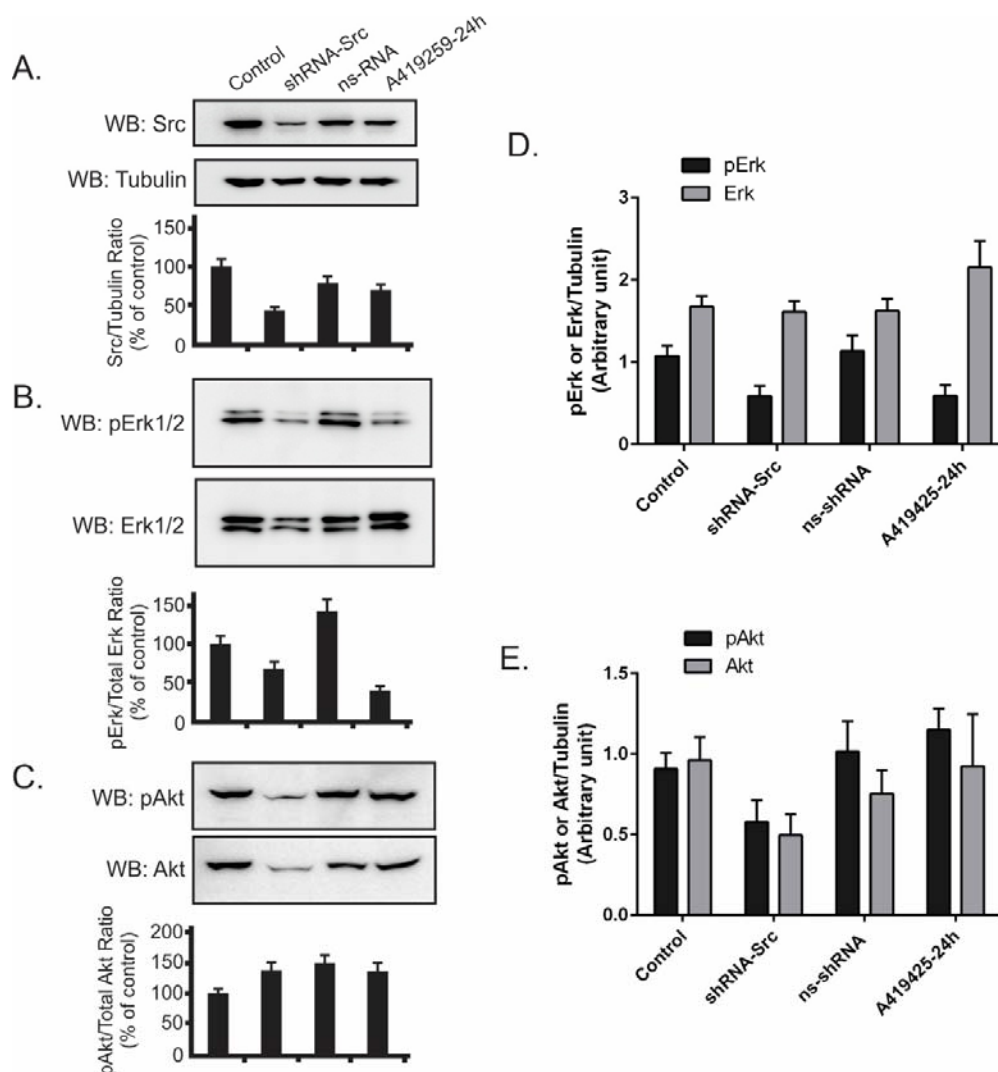 A.
Control
shRNA-Src
ns-RNA
A419259-24h
WB: Src
WB: Tubulin
Src/Tubulin Ratio
(% of control)
150
100
50
0
B.
WB: pErk1/2
WB: Erk1/2
pErk/Total Erk Ratio
(% of control)
150
100
50
0
C.
WB: pAkt
WB: Akt
pAkt/Total Akt Ratio
(% of control)
200
150
100
50
0
D.
pErk
Erk
pErk or Erk/Tubulin
(Arbitrary unit)
3
2
1
0
Control
shRNA-Src
ns-shRNA
A419425-24h
E.
pAkt
Akt
pAkt or Akt/Tubulin
(Arbitrary unit)
1.5
1.0
0.5
0.0
Control
shRNA-Src
ns-shRNA
A419425-24h